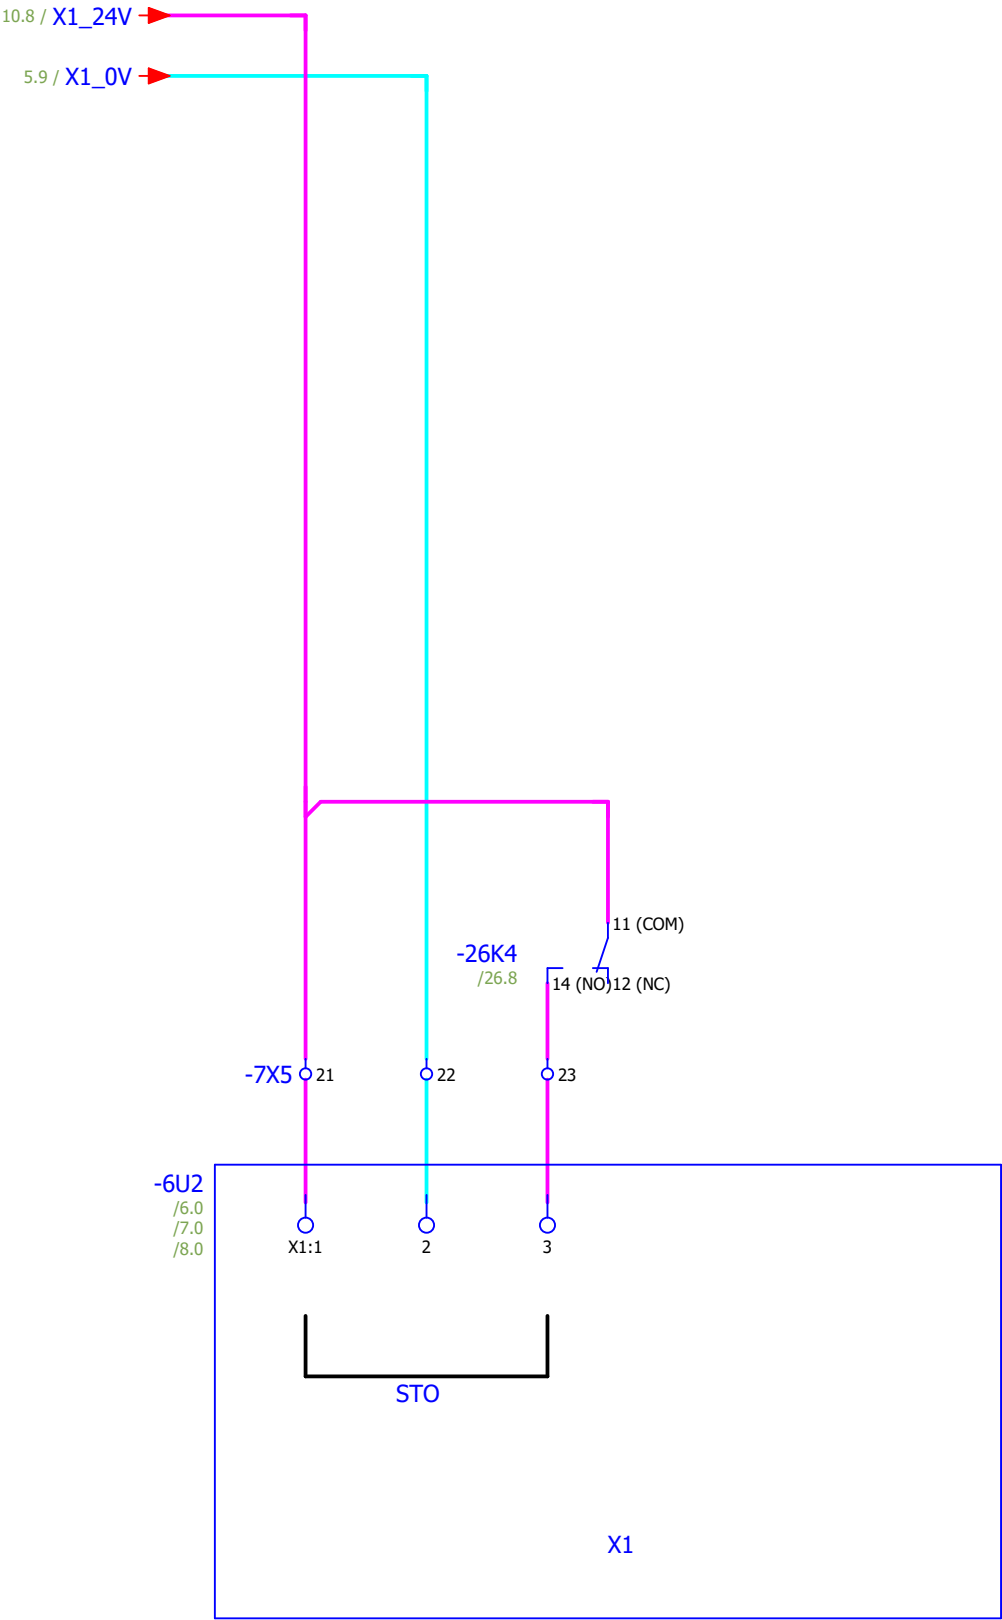 10.8 / X1_24V
5.9 / X1_0V
11 (COM)
-26K4
/26.8
14 (NO)
12 (NC)
-7X5
21
22
23
-6U2
/6.0
/7.0
/8.0
X1:1
2
3
STO
X1